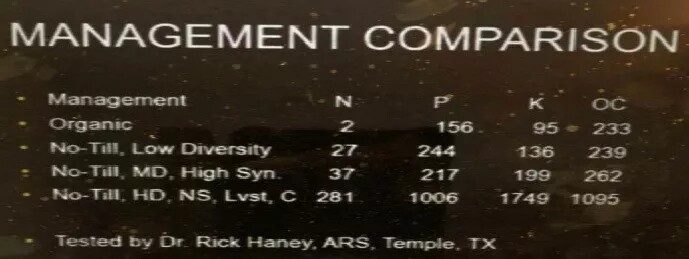 MANAGEMENT COMPARISON
Management N P K OC
Organic 2 156 95 233
No-Till, Low Diversity 27 244 136 239
No-Till, MD, High Syn. 37 217 199 262
No-Till, HD, NS, Lvst, C 281 1006 1749 1095
Tested by Dr. Rick Haney, ARS, Temple, TX